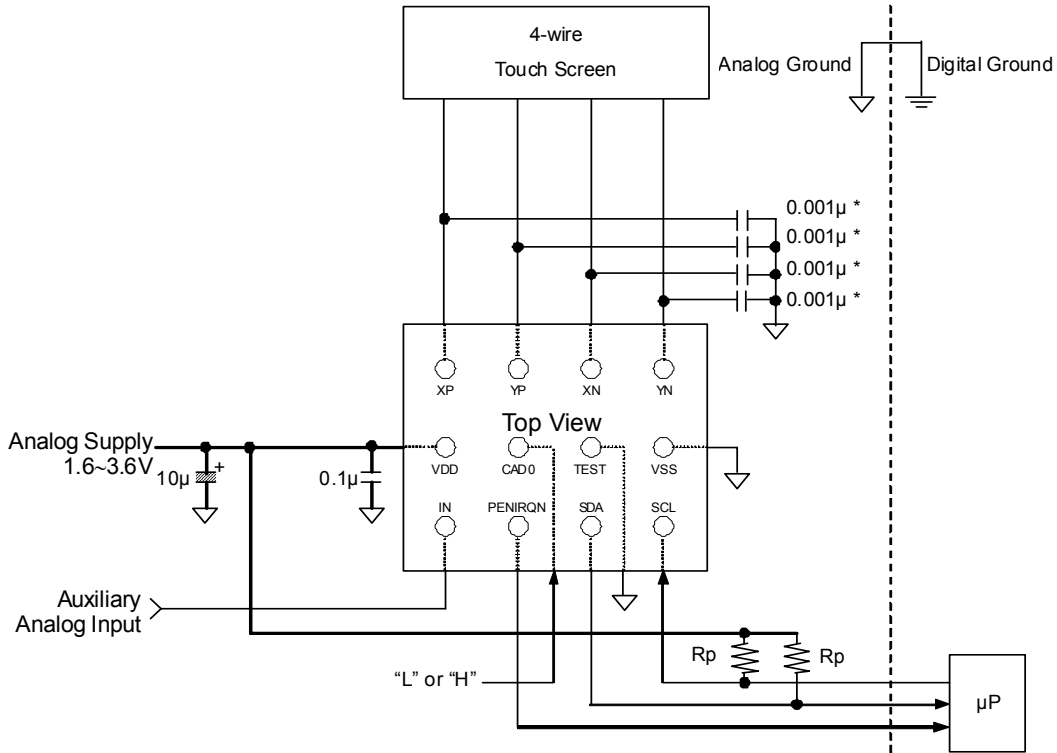 4-wire
Touch Screen
Analog Ground
Digital Ground
0.001µ *
0.001µ *
0.001µ *
0.001µ *
XP
YP
XN
YN
Top View
Analog Supply
1.6~3.6V
10µ
+
0.1µ
VDD
CAD0
TEST
VSS
IN
PENIRQN
SDA
SCL
Auxiliary
Analog Input
"L" or "H"
Rp
Rp
µP